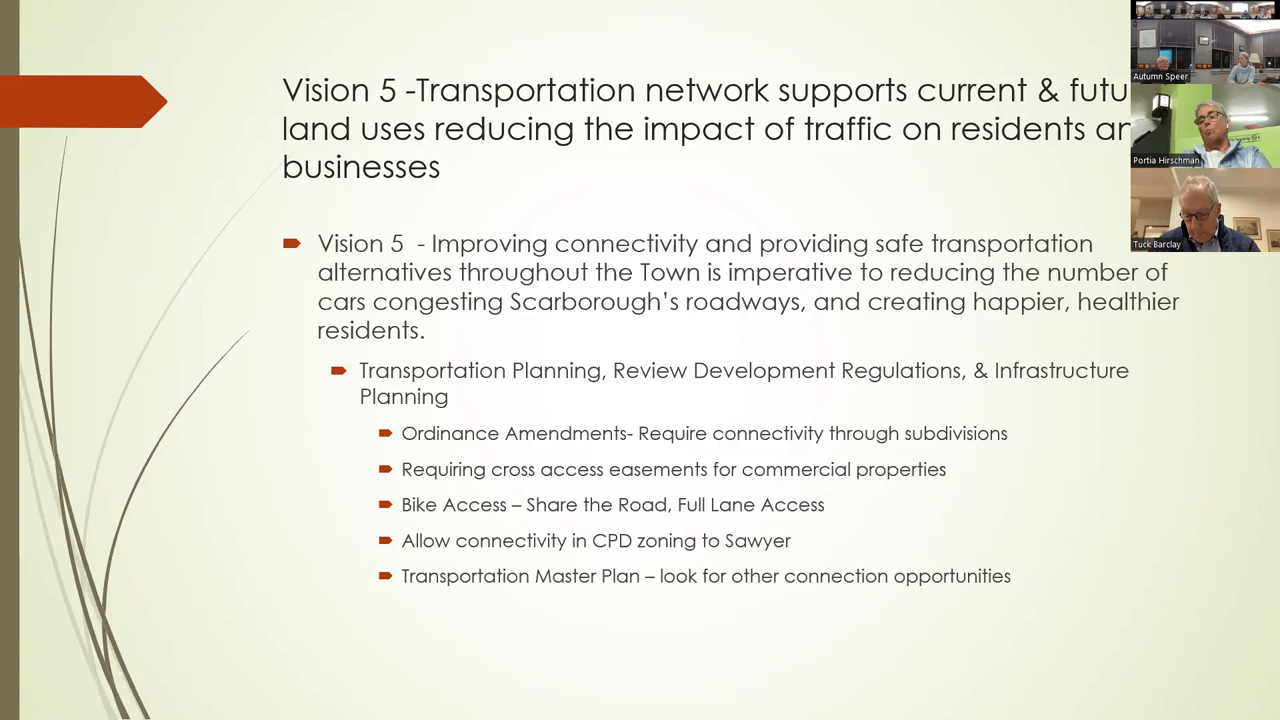 Vision 5 -Transportation network supports current & futu
land uses reducing the impact of traffic on residents an
businesses
Vision 5 - Improving connectivity and providing safe transportation
alternatives throughout the Town is imperative to reducing the number of
cars congesting Scarborough's roadways, and creating happier, healthier
residents.
Transportation Planning, Review Development Regulations, & Infrastructure
Planning
Ordinance Amendments- Require connectivity through subdivisions
Requiring cross access easements for commercial properties
Bike Access – Share the Road, Full Lane Access
Allow connectivity in CPD zoning to Sawyer
Transportation Master Plan – look for other connection opportunities
Autumn Speer
Portia Hirschman
Tuck Barclay